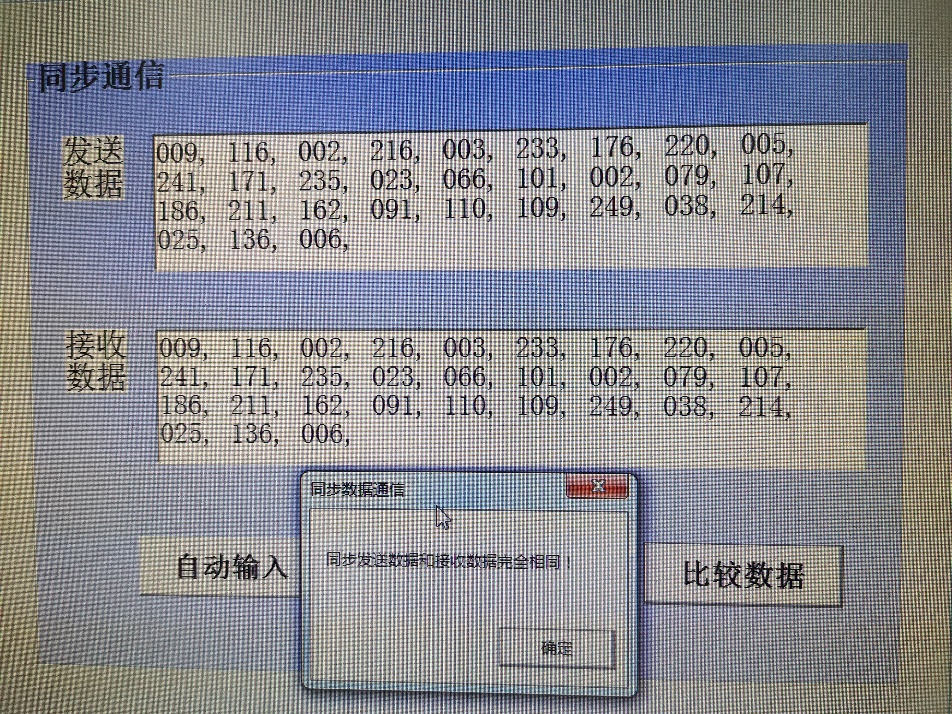 同步通信
发送
数据
009, 116, 002, 216, 003, 233, 176, 220, 005,
241, 171, 235, 023, 066, 101, 002, 079, 107,
186, 211, 162, 091, 110, 109, 249, 038, 214,
025, 136, 006,
接收
数据
009, 116, 002, 216, 003, 233, 176, 220, 005,
241, 171, 235, 023, 066, 101, 002, 079, 107,
186, 211, 162, 091, 110, 109, 249, 038, 214,
025, 136, 006,
同步数据通信
同步发送数据和接收数据完全相同！
确定
自动输入
比较数据